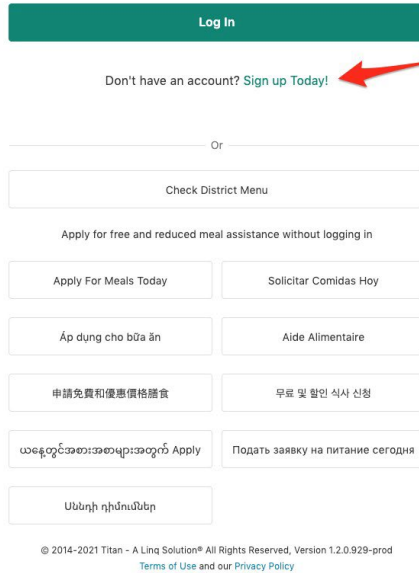 Log In
Don't have an account? Sign up Today!
Or
Check District Menu
Apply for free and reduced meal assistance without logging in
Apply For Meals Today
Solicitar Comidas Hoy
Áp dụng cho bữa ăn
Aide Alimentaire
申請免費和優惠價格膳食
무료 및 할인 식사 신청
ယနေ့တွင်အစားအစာများအတွက် Apply
Подать заявку на питание сегодня
Սննդի դիմումներ
© 2014-2021 Titan - A Linq Solution® All Rights Reserved, Version 1.2.0.929-prod
Terms of Use and our Privacy Policy